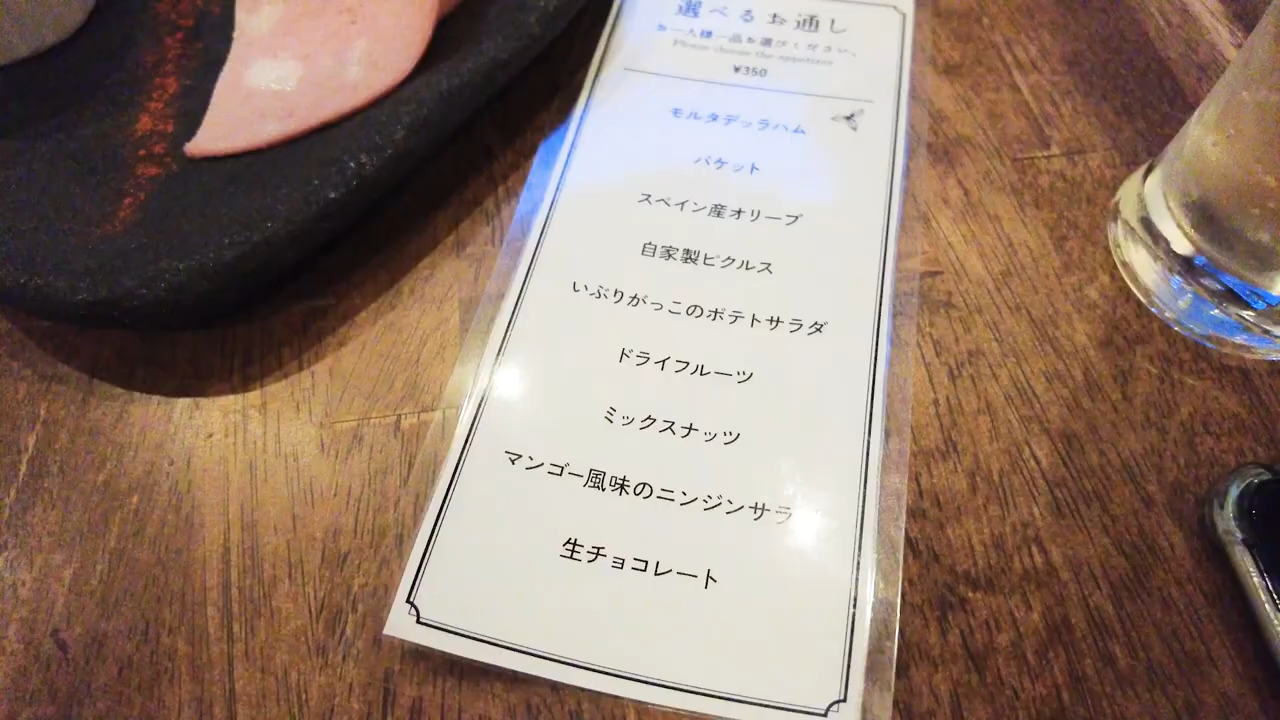 選べるお通し
お一人様一品お選びください。
Please choose the appetizer
¥350
モルタデッラハム
バケット
スペイン産オリーブ
自家製ピクルス
いぶりがっこのポテトサラダ
ドライフルーツ
ミックスナッツ
マンゴー風味のニンジンサラ
生チョコレート